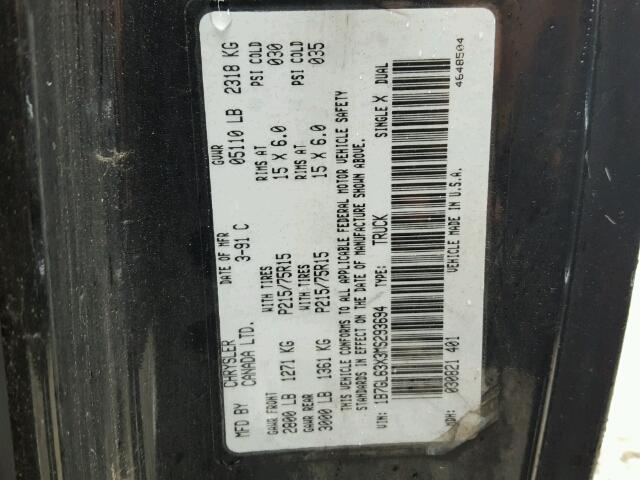 MFD BY CHRYSLER CANADA LTD. DATE OF MFR 3-91 C GVWR 05110 LB 2318 KG
GAWR FRONT WITH TIRES RIMS AT PSI COLD
2800 LB 1271 KG P215/75R15 15 X 6.0 030
GAWR REAR WITH TIRES RIMS AT PSI COLD
3000 LB 1361 KG P215/75R15 15 X 6.0 035
THIS VEHICLE CONFORMS TO ALL APPLICABLE FEDERAL MOTOR VEHICLE SAFETY
STANDARDS IN EFFECT ON THE DATE OF MANUFACTURE SHOWN ABOVE.
VIN: 1B7GL63X3MS293694 TYPE: TRUCK SINGLE X DUAL
MDH: 030821 401 VEHICLE MADE IN U.S.A. 4648504